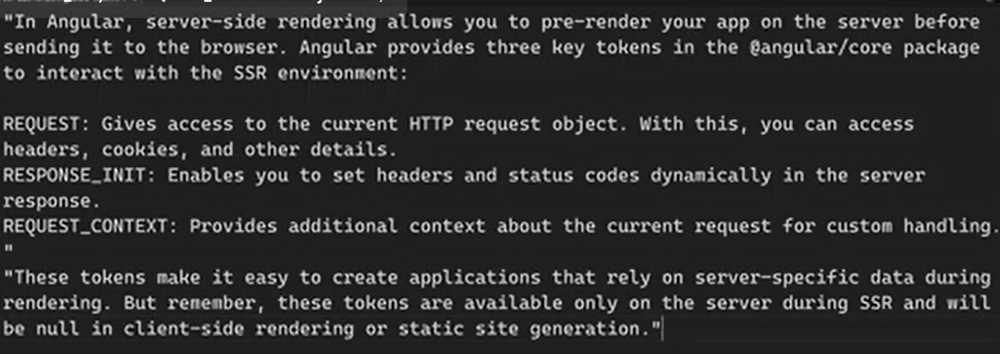 "In Angular, server-side rendering allows you to pre-render your app on the server before
sending it to the browser. Angular provides three key tokens in the @angular/core package
to interact with the SSR environment:
REQUEST: Gives access to the current HTTP request object. With this, you can access
headers, cookies, and other details.
RESPONSE_INIT: Enables you to set headers and status codes dynamically in the server
response.
REQUEST_CONTEXT: Provides additional context about the current request for custom handling.
"
"These tokens make it easy to create applications that rely on server-specific data during
rendering. But remember, these tokens are available only on the server during SSR and will
be null in client-side rendering or static site generation."